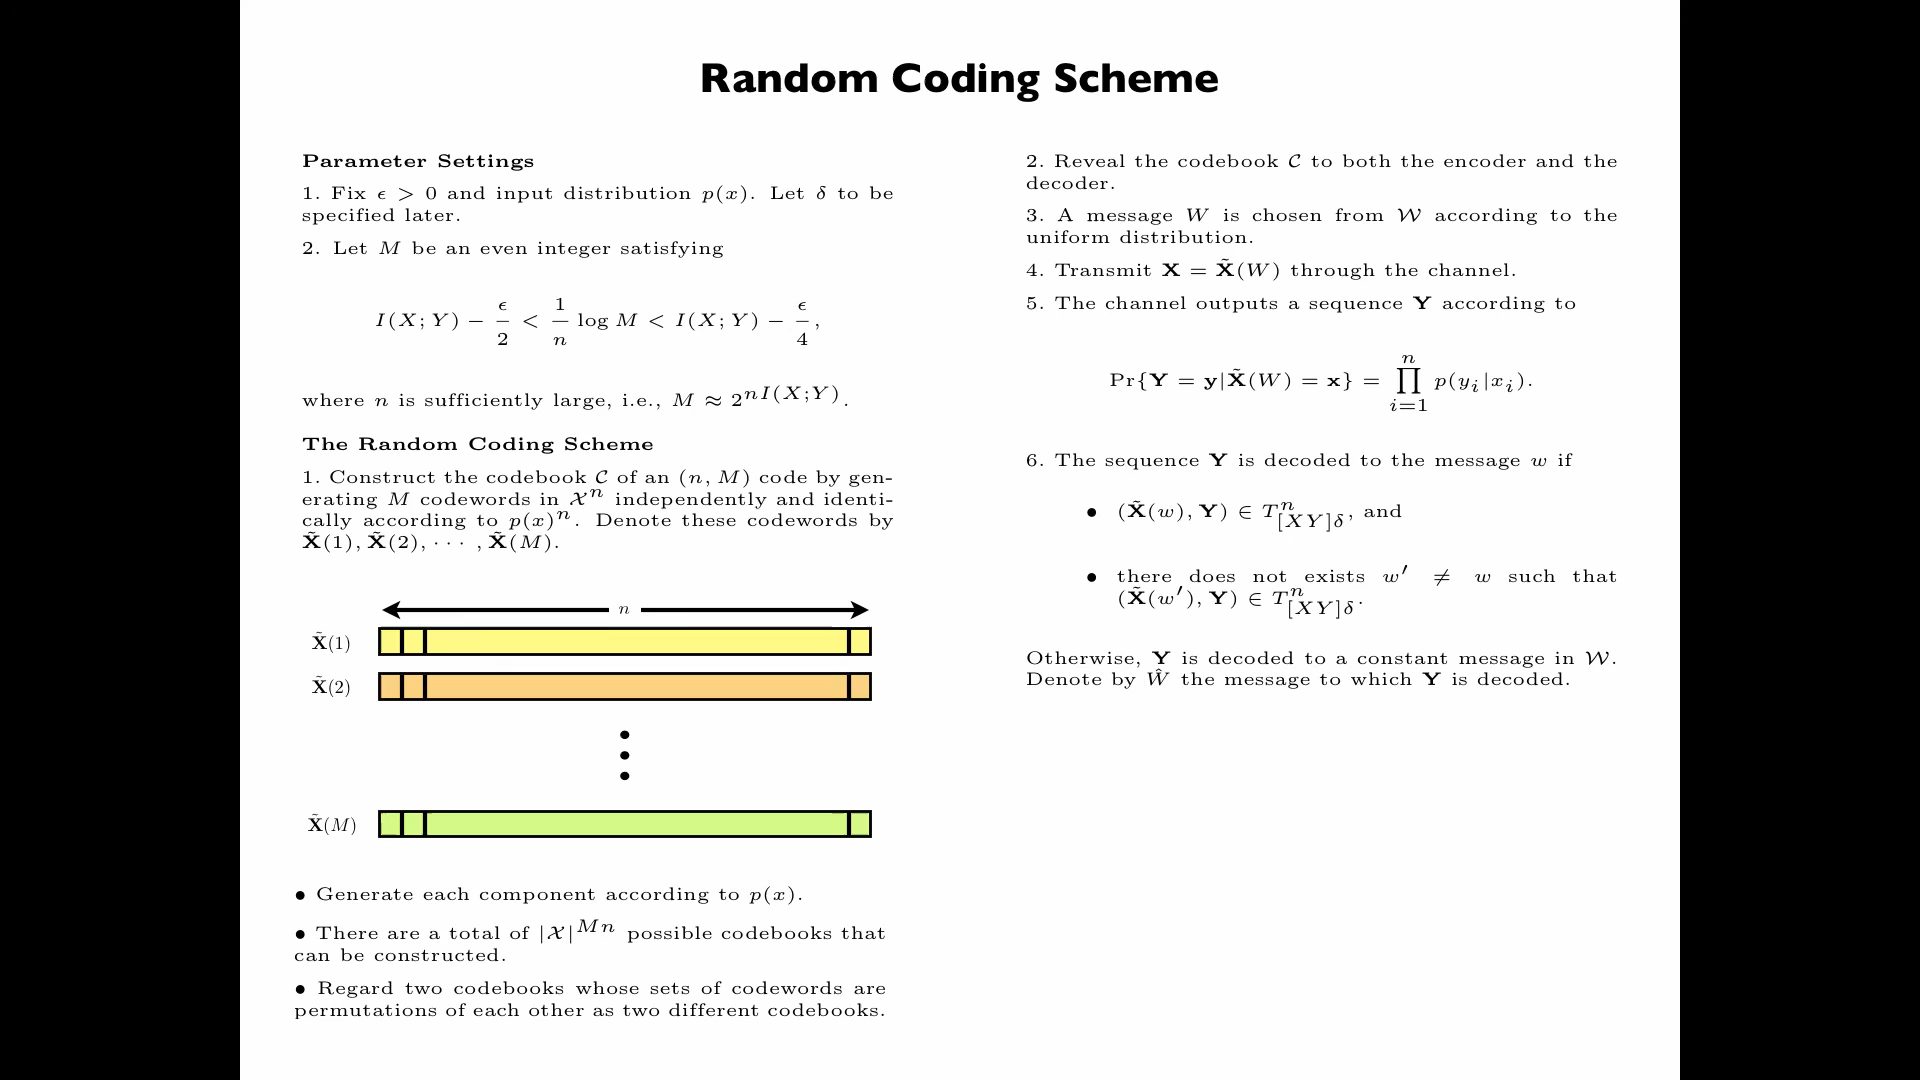 Random Coding Scheme
Parameter Settings
1. Fix ϵ > 0 and input distribution p(x). Let δ to be
specified later.
2. Let M be an even integer satisfying
I(X; Y) − ϵ/2 < 1/n log M < I(X; Y) − ϵ/4,
where n is sufficiently large, i.e., M ≈ 2^{nI(X;Y)}.
The Random Coding Scheme
1. Construct the codebook 𝒞 of an (n, M) code by gen-
erating M codewords in 𝒳^n independently and identi-
cally according to p(x)^n. Denote these codewords by
X̃(1), X̃(2), · · · , X̃(M).
n
X̃(1)
X̃(2)
X̃(M)
• Generate each component according to p(x).
• There are a total of |𝒳|^{Mn} possible codebooks that
can be constructed.
• Regard two codebooks whose sets of codewords are
permutations of each other as two different codebooks.
2. Reveal the codebook 𝒞 to both the encoder and the
decoder.
3. A message W is chosen from 𝒲 according to the
uniform distribution.
4. Transmit X = X̃(W) through the channel.
5. The channel outputs a sequence Y according to
Pr{Y = y|X̃(W) = x} = ∏_{i=1}^{n} p(y_i|x_i).
6. The sequence Y is decoded to the message w if
• (X̃(w), Y) ∈ T^n_{[XY]δ}, and
• there does not exists w′ ≠ w such that
(X̃(w′), Y) ∈ T^n_{[XY]δ}.
Otherwise, Y is decoded to a constant message in 𝒲.
Denote by Ŵ the message to which Y is decoded.